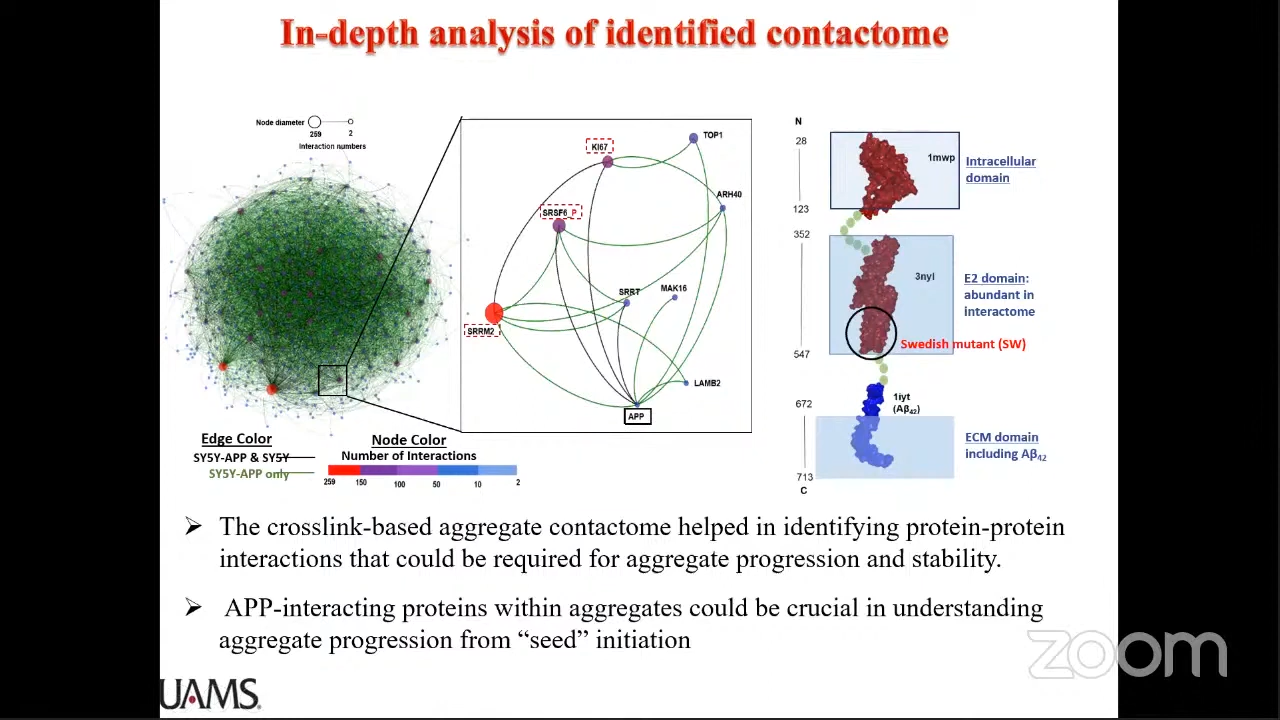 In-depth analysis of identified contactome
Node diameter
259
2
Interaction numbers
KI67
TOP1
ARH40
SRSF6_P
SRRT
MAK16
SRRM2
LAMB2
APP
Edge Color
SY5Y-APP & SY5Y
SY5Y-APP only
Node Color
Number of Interactions
259
150
100
50
10
2
N
28
1mwp
Intracellular
domain
123
352
3nyl
E2 domain:
abundant in
interactome
Swedish mutant (SW)
547
672
1iyt
(Aβ42)
ECM domain
including Aβ42
713
C
➢ The crosslink-based aggregate contactome helped in identifying protein-protein
interactions that could be required for aggregate progression and stability.
➢ APP-interacting proteins within aggregates could be crucial in understanding
aggregate progression from “seed” initiation
UAMS
zoom